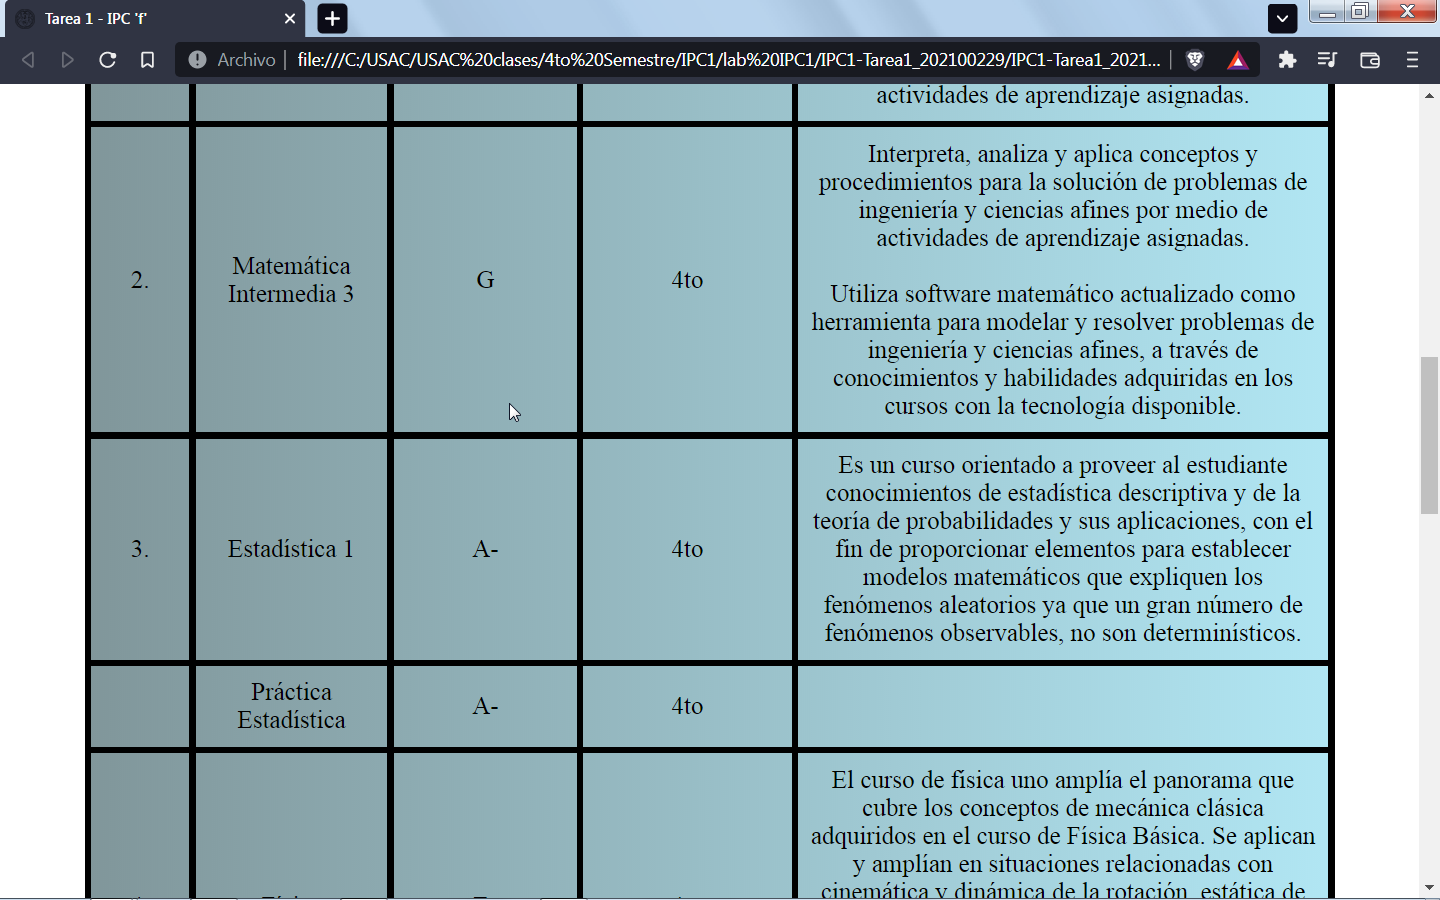 Tarea 1 - IPC 'f'
Archivo
file:///C:/USAC/USAC%20clases/4to%20Semestre/IPC1/lab%20IPC1/IPC1-Tarea1_202100229/IPC1-Tarea1_2021...
actividades de aprendizaje asignadas.
2.
Matemática
Intermedia 3
G
4to
Interpreta, analiza y aplica conceptos y
procedimientos para la solución de problemas de
ingeniería y ciencias afines por medio de
actividades de aprendizaje asignadas.
Utiliza software matemático actualizado como
herramienta para modelar y resolver problemas de
ingeniería y ciencias afines, a través de
conocimientos y habilidades adquiridas en los
cursos con la tecnología disponible.
3.
Estadística 1
A-
4to
Es un curso orientado a proveer al estudiante
conocimientos de estadística descriptiva y de la
teoría de probabilidades y sus aplicaciones, con el
fin de proporcionar elementos para establecer
modelos matemáticos que expliquen los
fenómenos aleatorios ya que un gran número de
fenómenos observables, no son determinísticos.
Práctica
Estadística
A-
4to
El curso de física uno amplía el panorama que
cubre los conceptos de mecánica clásica
adquiridos en el curso de Física Básica. Se aplican
y amplían en situaciones relacionadas con
cinemática y dinámica de la rotación, estática de